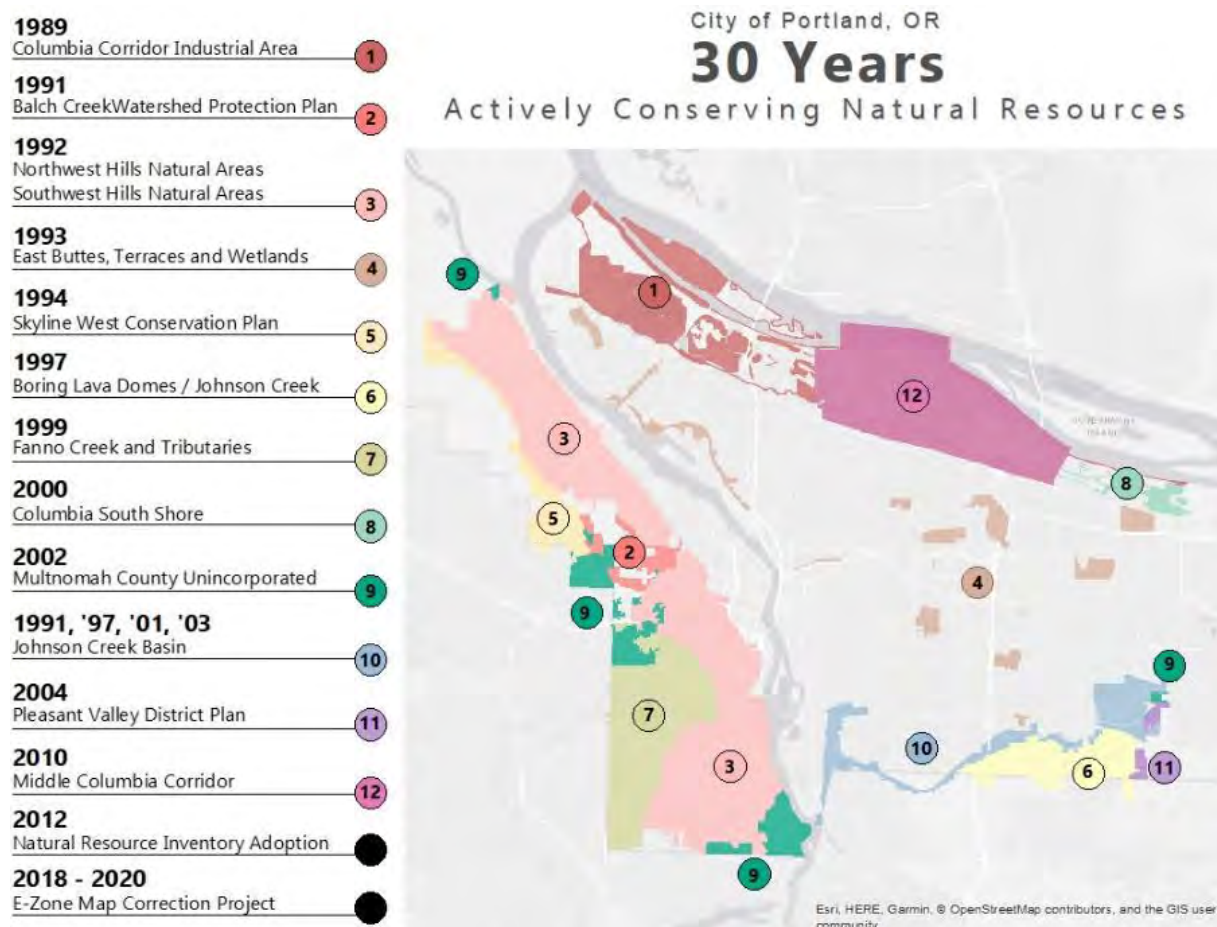 City of Portland, OR
30 Years
Actively Conserving Natural Resources
1989
Columbia Corridor Industrial Area
1
1991
Balch CreekWatershed Protection Plan
2
1992
Northwest Hills Natural Areas
Southwest Hills Natural Areas
3
1993
East Buttes, Terraces and Wetlands
4
1994
Skyline West Conservation Plan
5
1997
Boring Lava Domes / Johnson Creek
6
1999
Fanno Creek and Tributaries
7
2000
Columbia South Shore
8
2002
Multnomah County Unincorporated
9
1991, '97, '01, '03
Johnson Creek Basin
10
2004
Pleasant Valley District Plan
11
2010
Middle Columbia Corridor
12
2012
Natural Resource Inventory Adoption
2018 - 2020
E-Zone Map Correction Project
9
1
12
3
8
5
2
4
9
9
7
10
3
6
11
9
Esri, HERE, Garmin, © OpenStreetMap contributors, and the GIS user
community